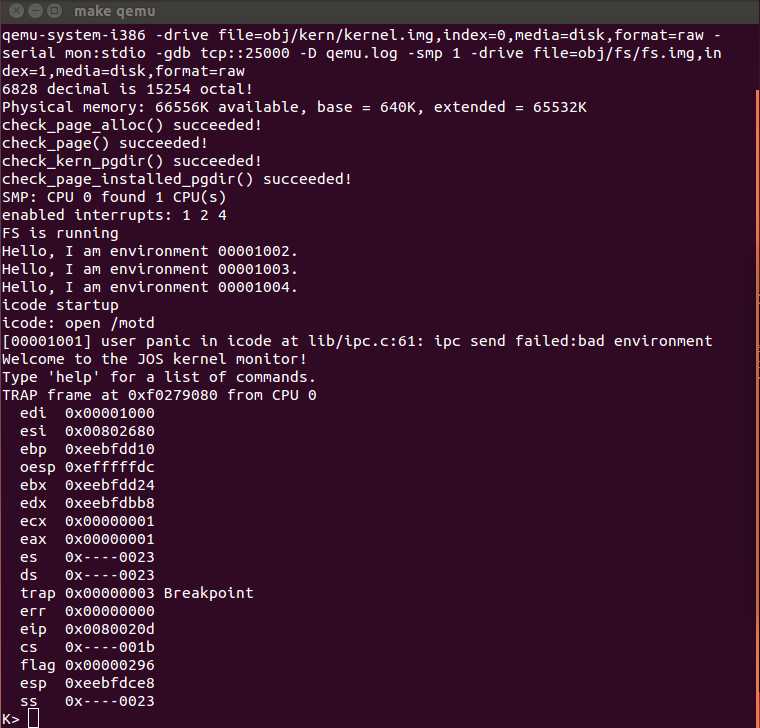 make qemu
qemu-system-i386 -drive file=obj/kern/kernel.img,index=0,media=disk,format=raw -
serial mon:stdio -gdb tcp::25000 -D qemu.log -smp 1 -drive file=obj/fs/fs.img,in
dex=1,media=disk,format=raw
6828 decimal is 15254 octal!
Physical memory: 66556K available, base = 640K, extended = 65532K
check_page_alloc() succeeded!
check_page() succeeded!
check_kern_pgdir() succeeded!
check_page_installed_pgdir() succeeded!
SMP: CPU 0 found 1 CPU(s)
enabled interrupts: 1 2 4
FS is running
Hello, I am environment 00001002.
Hello, I am environment 00001003.
Hello, I am environment 00001004.
icode startup
icode: open /motd
[00001001] user panic in icode at lib/ipc.c:61: ipc send failed:bad environment
Welcome to the JOS kernel monitor!
Type 'help' for a list of commands.
TRAP frame at 0xf0279080 from CPU 0
  edi  0x00001000
  esi  0x00802680
  ebp  0xeebfdd10
  oesp 0xefffffdc
  ebx  0xeebfdd24
  edx  0xeebfdbb8
  ecx  0x00000001
  eax  0x00000001
  es   0x----0023
  ds   0x----0023
  trap 0x00000003 Breakpoint
  err  0x00000000
  eip  0x0080020d
  cs   0x----001b
  flag 0x00000296
  esp  0xeebfdce8
  ss   0x----0023
K>